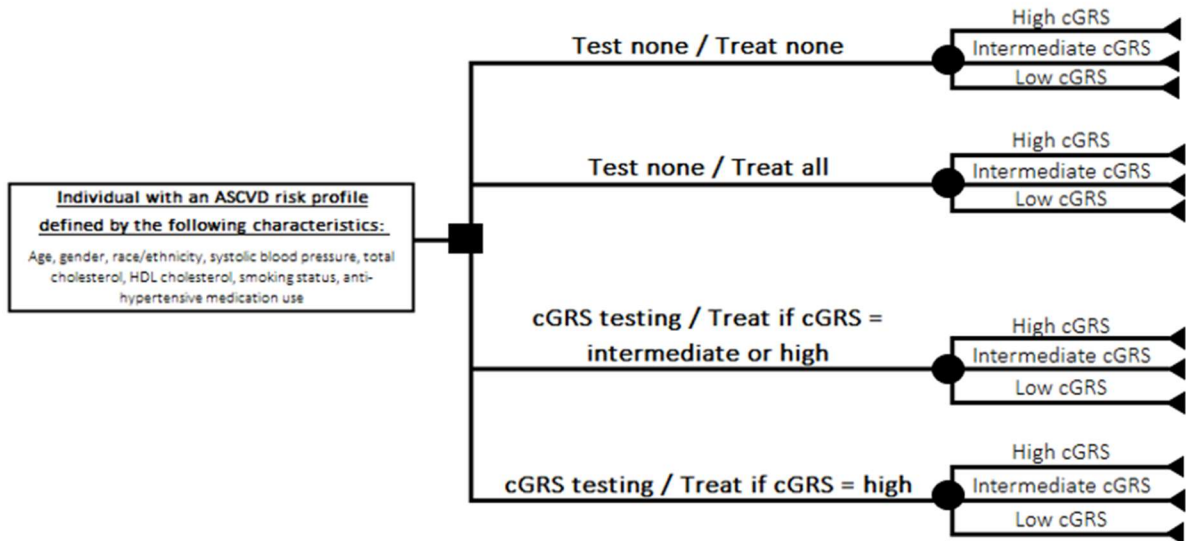 High cGRS
Test none / Treat none
Intermediate cGRS
Low cGRS
High cGRS
Test none / Treat all
Intermediate cGRS
Low cGRS
Individual with an ASCVD risk profile
defined by the following characteristics:
Age, gender, race/ethnicity, systolic blood pressure, total
cholesterol, HDL cholesterol, smoking status, anti-
hypertensive medication use
cGRS testing / Treat if cGRS =
intermediate or high
High cGRS
Intermediate cGRS
Low cGRS
High cGRS
cGRS testing / Treat if cGRS = high
Intermediate cGRS
Low cGRS